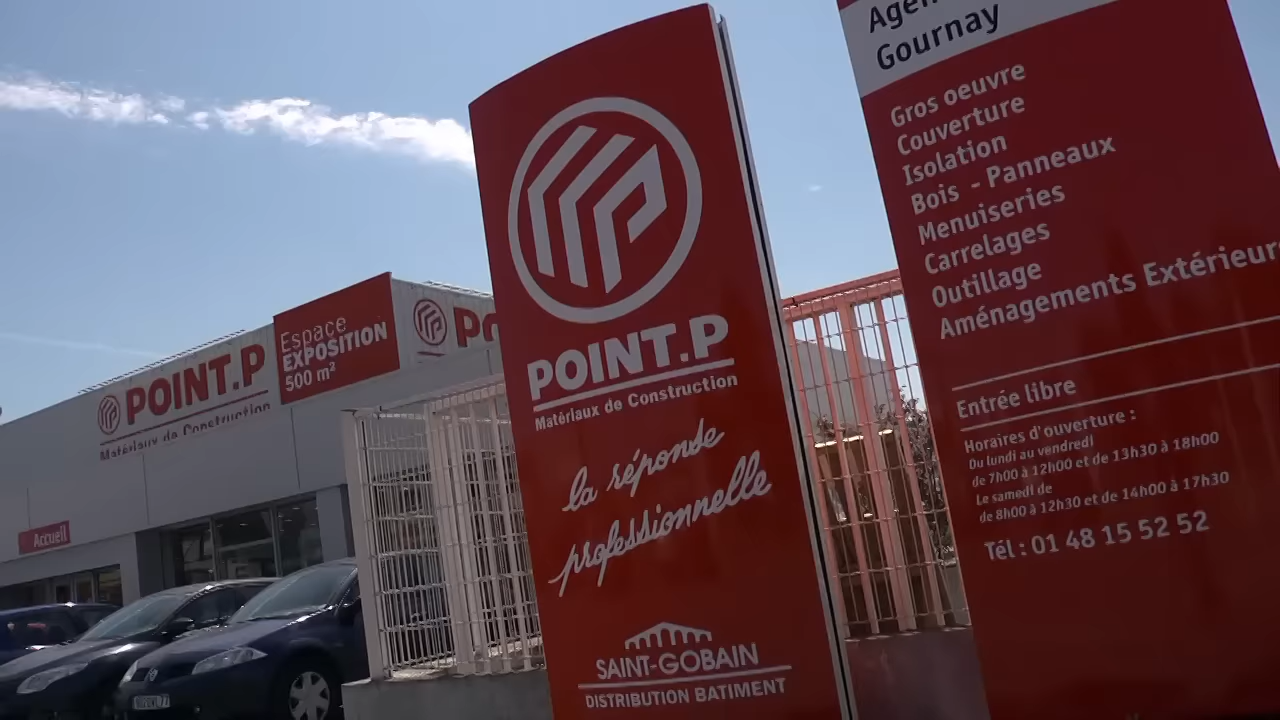 POINT.P
Matériaux de Construction
Espace
EXPOSITION
500 m²
Accueil
POINT.P
Matériaux de Construction
la réponse
professionnelle
SAINT-GOBAIN
DISTRIBUTION BATIMENT
Gournay
Gros oeuvre
Couverture
Isolation
Bois - Panneaux
Menuiseries
Carrelages
Outillage
Aménagements Extérieur
Entrée libre
Horaires d'ouverture :
Du lundi au vendredi
de 7h00 à 12h00 et de 13h30 à 18h00
Le samedi de
de 8h00 à 12h30 et de 14h00 à 17h30
Tél : 01 48 15 52 52